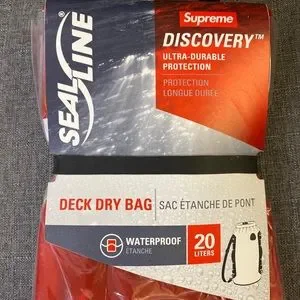 SEAL LINE®
Supreme
DISCOVERY™
ULTRA-DURABLE
PROTECTION
PROTECTION
LONGUE DURÉE
DECK DRY BAG | SAC ÉTANCHE DE PONT
WATERPROOF
ÉTANCHE
20
LITERS